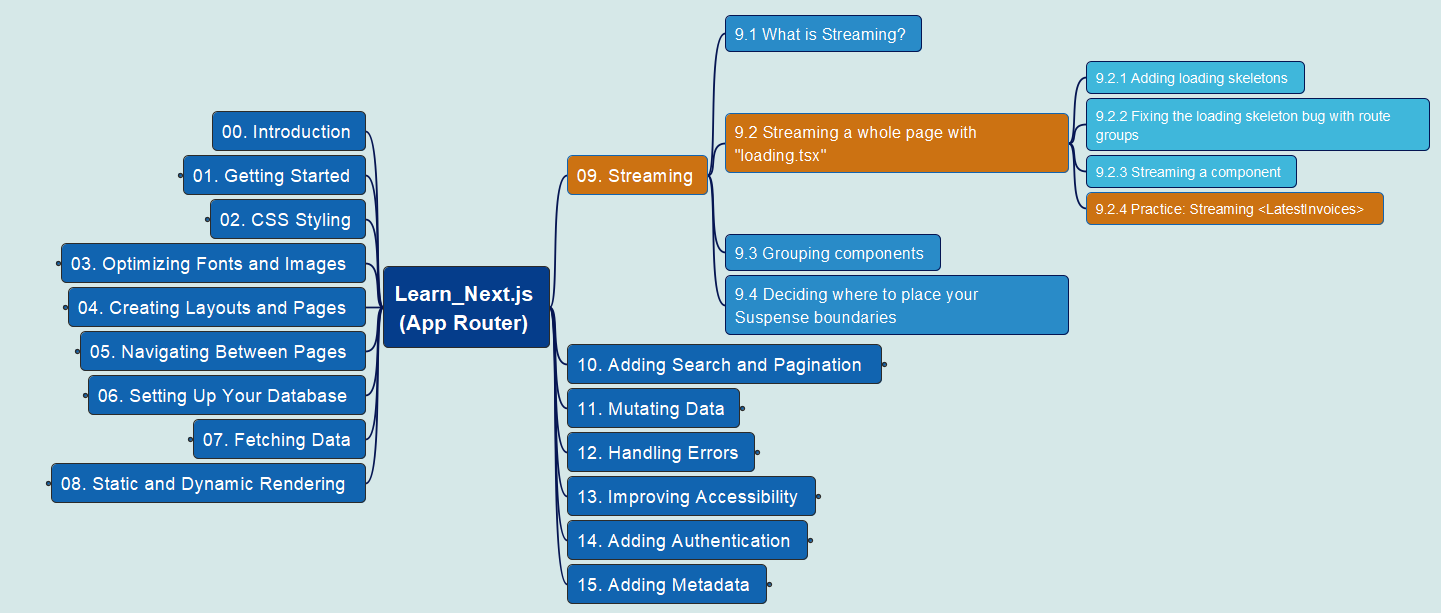 Learn_Next.js
(App Router)
00. Introduction
01. Getting Started
02. CSS Styling
03. Optimizing Fonts and Images
04. Creating Layouts and Pages
05. Navigating Between Pages
06. Setting Up Your Database
07. Fetching Data
08. Static and Dynamic Rendering
09. Streaming
9.1 What is Streaming?
9.2 Streaming a whole page with
"loading.tsx"
9.2.1 Adding loading skeletons
9.2.2 Fixing the loading skeleton bug with route
groups
9.2.3 Streaming a component
9.2.4 Practice: Streaming <LatestInvoices>
9.3 Grouping components
9.4 Deciding where to place your
Suspense boundaries
10. Adding Search and Pagination
11. Mutating Data
12. Handling Errors
13. Improving Accessibility
14. Adding Authentication
15. Adding Metadata